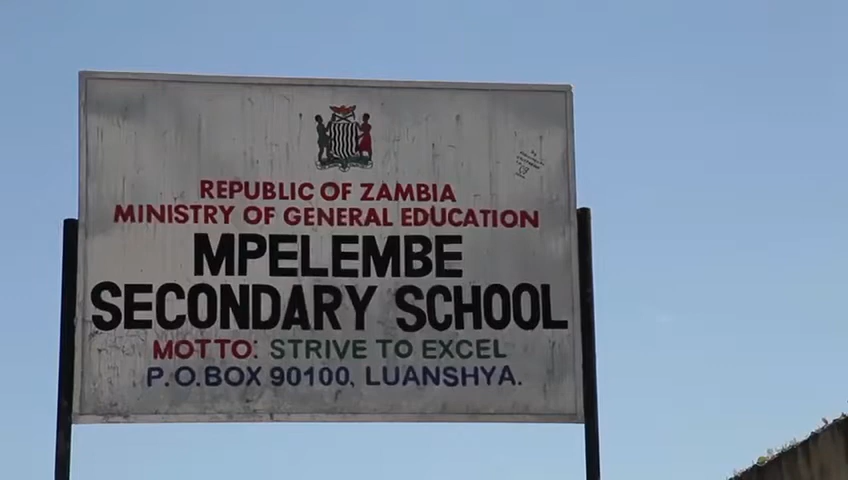 REPUBLIC OF ZAMBIA
MINISTRY OF GENERAL EDUCATION
MPELEMBE
SECONDARY SCHOOL
MOTTO: STRIVE TO EXCEL
P.O.BOX 90100, LUANSHYA.